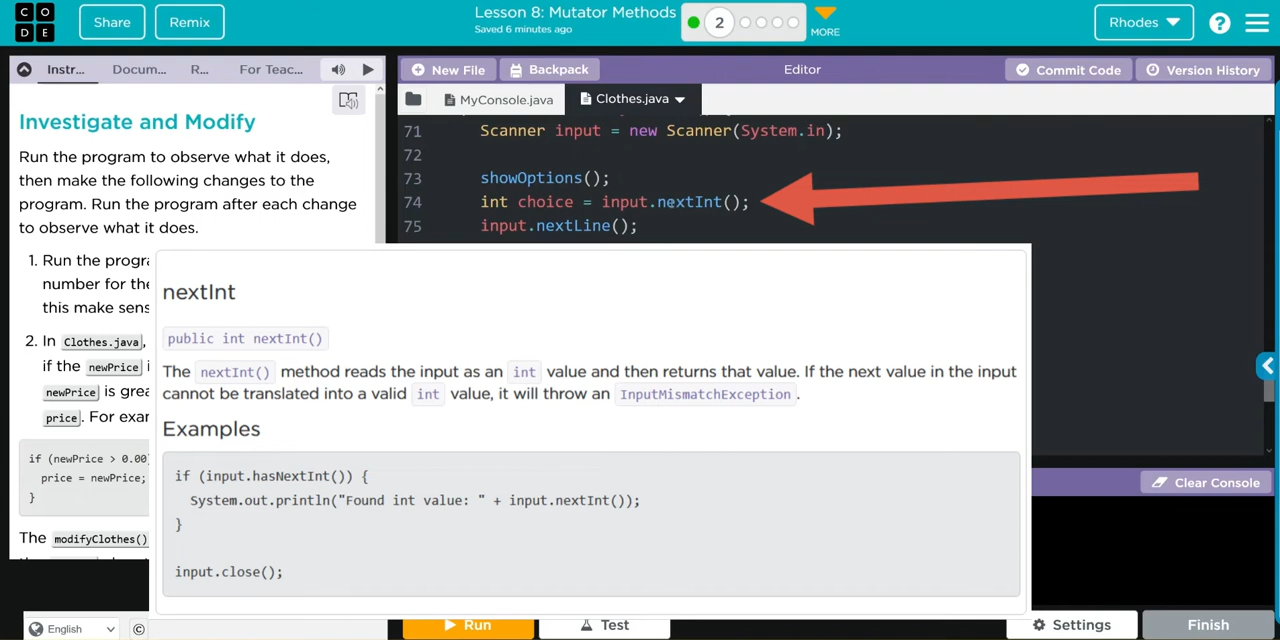 CO
DE
Share
Remix
Lesson 8: Mutator Methods
Saved 6 minutes ago
2
MORE
Rhodes
?
Instr...
Docum...
R...
For Teac...
New File
Backpack
Editor
Commit Code
Version History
MyConsole.java
Clothes.java
Investigate and Modify
Run the program to observe what it does,
then make the following changes to the
program. Run the program after each change
to observe what it does.
1. Run the progra
number for the
this make sens
2. In Clothes.java,
if the newPrice i
newPrice is grea
price. For exar
if (newPrice > 0.00)
price = newPrice;
}
The modifyClothes()
71 Scanner input = new Scanner(System.in);
72
73 showOptions();
74 int choice = input.nextInt();
75 input.nextLine();
nextInt
public int nextInt()
The nextInt() method reads the input as an int value and then returns that value. If the next value in the input
cannot be translated into a valid int value, it will throw an InputMismatchException.
Examples
if (input.hasNextInt()) {
System.out.println("Found int value: " + input.nextInt());
}
input.close();
Clear Console
English
©
Run
Test
Settings
Finish